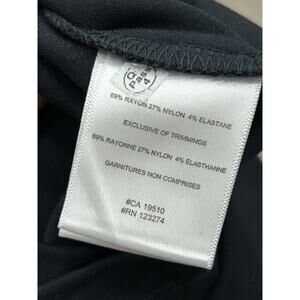 69% RAYON 27% NYLON 4% ELASTANE
EXCLUSIVE OF TRIMMINGS
69% RAYONNE 27% NYLON 4% ELASTHANNE
GARNITURES NON COMPRISES
#CA 19510
#RN 123274